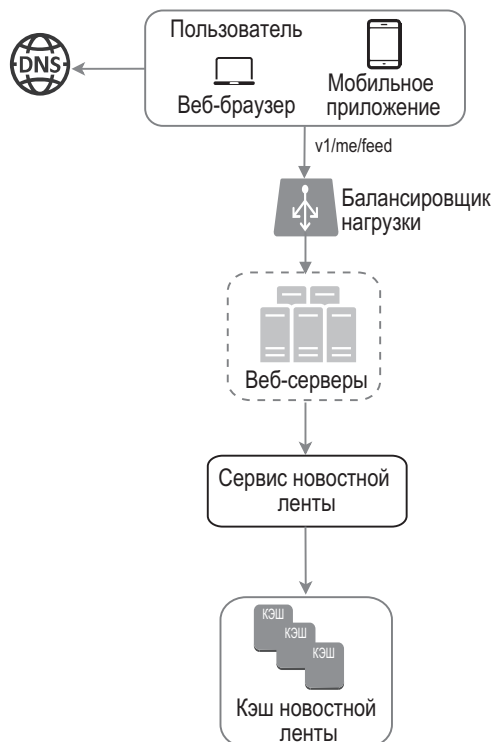 Пользователь
DNS
Веб-браузер
Мобильное
приложение
v1/me/feed
Балансировщик
нагрузки
Веб-серверы
Сервис новостной
ленты
КЭШ
КЭШ
КЭШ
Кэш новостной
ленты